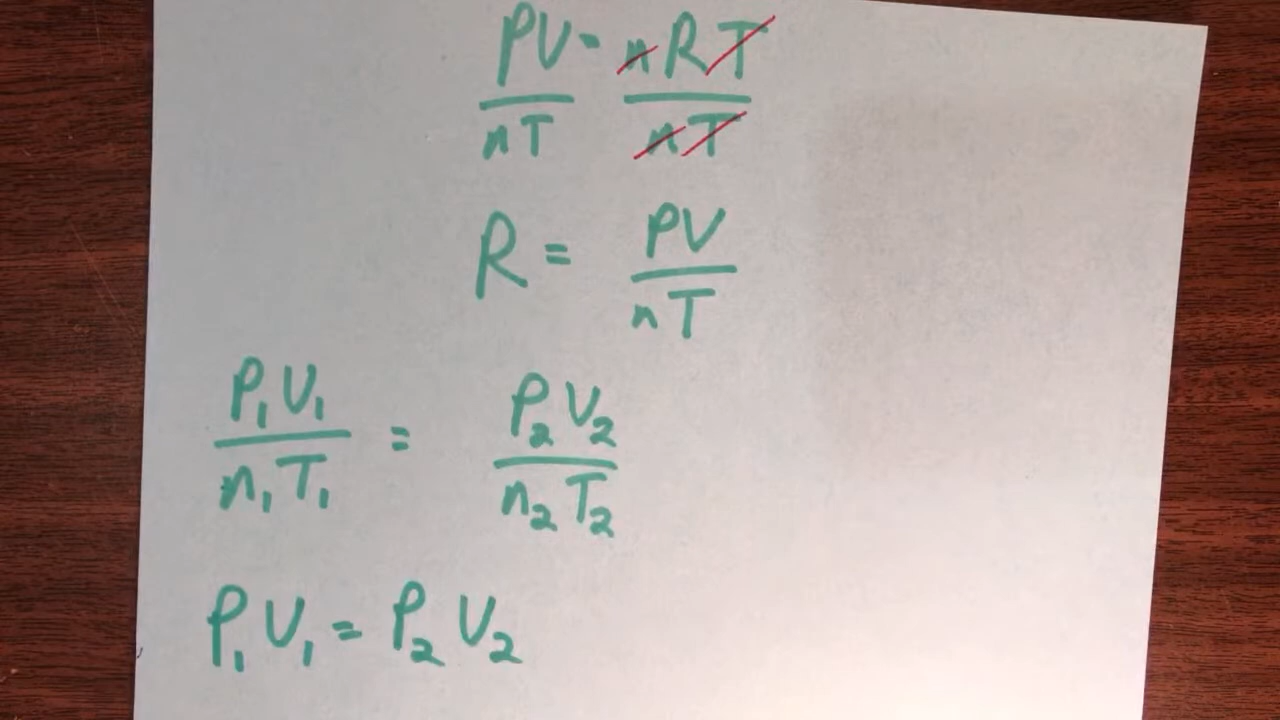 PV = nRT
nT nT
R = PV
nT
P₁V₁ = P₂V₂
n₁T₁ n₂T₂
P₁V₁ = P₂V₂